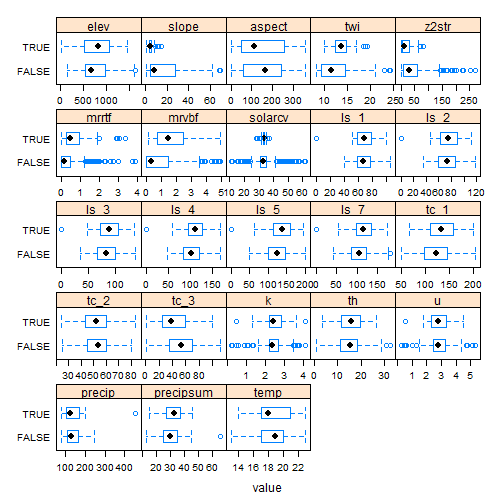 elev slope aspect twi z2str
TRUE
FALSE
0 500 1000 0 20 40 60 0 100 200 300 10 15 20 25 0 50 150 250
mrrtf mrvbf solarcv ls_1 ls_2
TRUE
FALSE
0 1 2 3 4 0 1 2 3 4 5 10 20 30 40 50 60 0 20 40 60 80 0 20 40 60 80 120
ls_3 ls_4 ls_5 ls_7 tc_1
TRUE
FALSE
0 50 100 0 50 100 150 0 50 100 150 200 0 50 100 150 50 100 150 200
tc_2 tc_3 k th u
TRUE
FALSE
30 40 50 60 70 80 90 0 20 40 60 80 1 2 3 4 0 10 20 30 1 2 3 4 5
precip precipsum temp
TRUE
FALSE
100 200 300 400 20 30 40 50 60 14 16 18 20 22
value